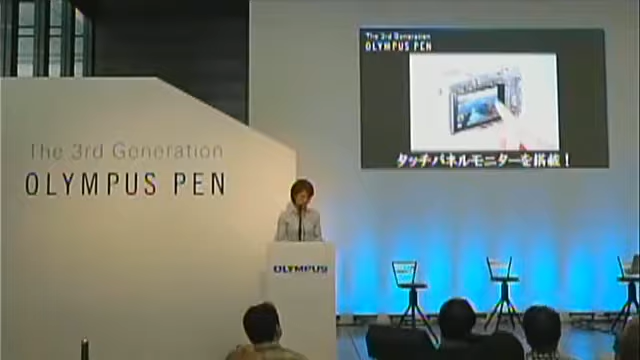 The 3rd Generation
OLYMPUS PEN
The 3rd Generation
OLYMPUS PEN
タッチパネルモニターを搭載！
OLYMPUS